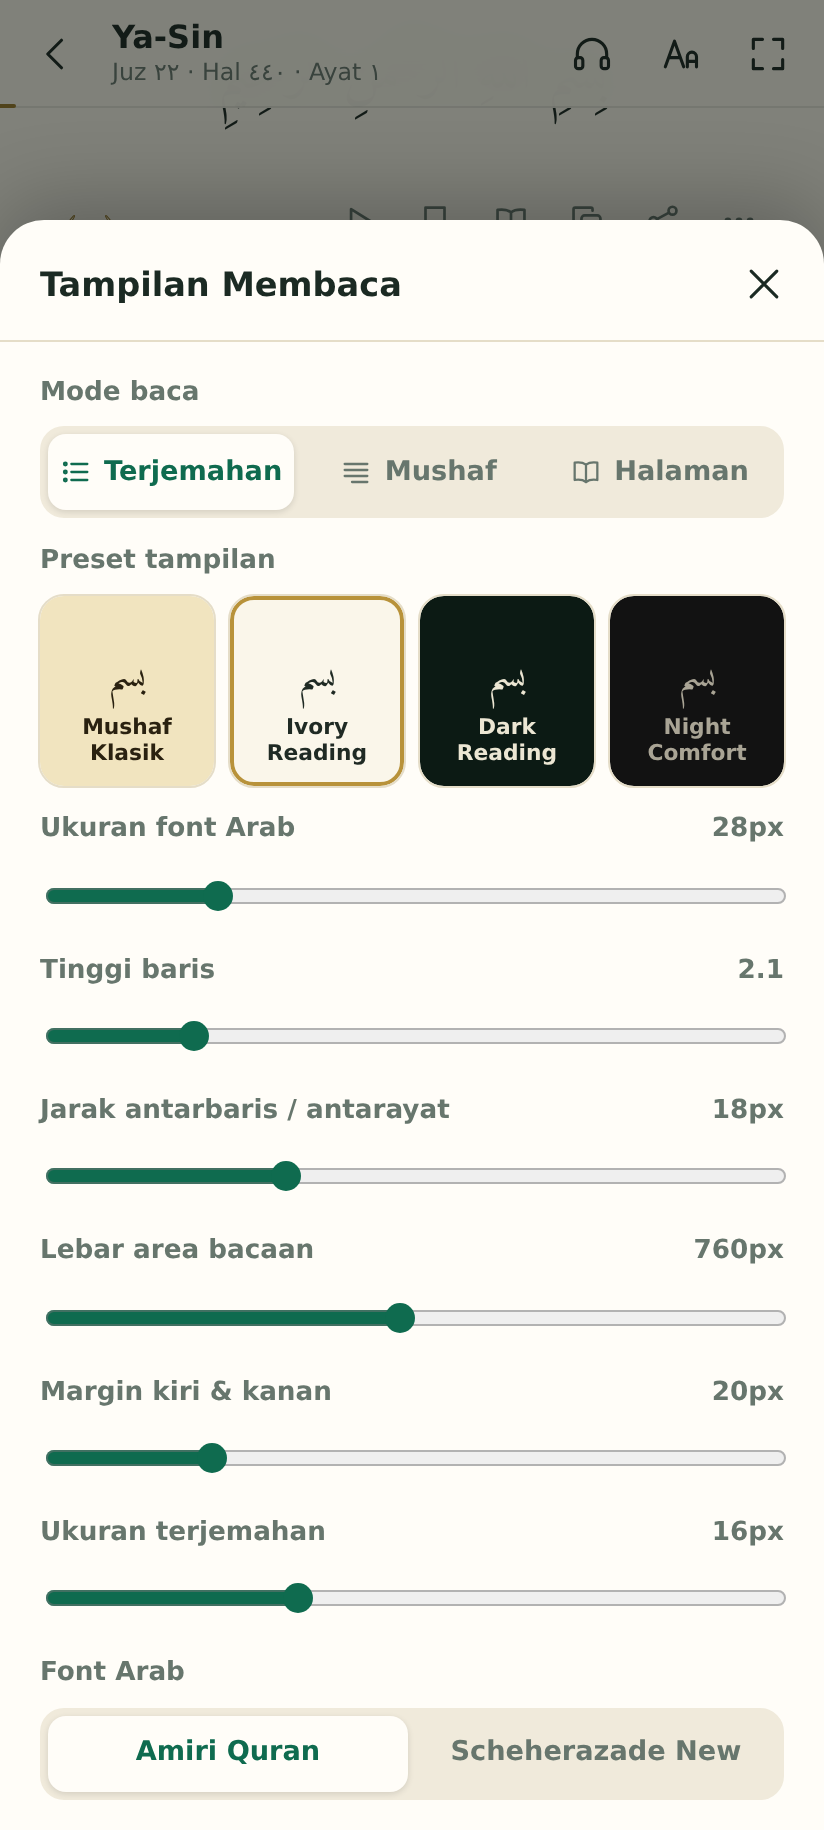 Ya-Sin
Juz ٢٢ · Hal ٤٤٠ · Ayat ١
Tampilan Membaca
Mode baca
Terjemahan Mushaf Halaman
Preset tampilan
بسم بسم بسم بسم
Mushaf Klasik
Ivory Reading
Dark Reading
Night Comfort
Ukuran font Arab 28px
Tinggi baris 2.1
Jarak antarbaris / antarayat 18px
Lebar area bacaan 760px
Margin kiri & kanan 20px
Ukuran terjemahan 16px
Font Arab
Amiri Quran Scheherazade New